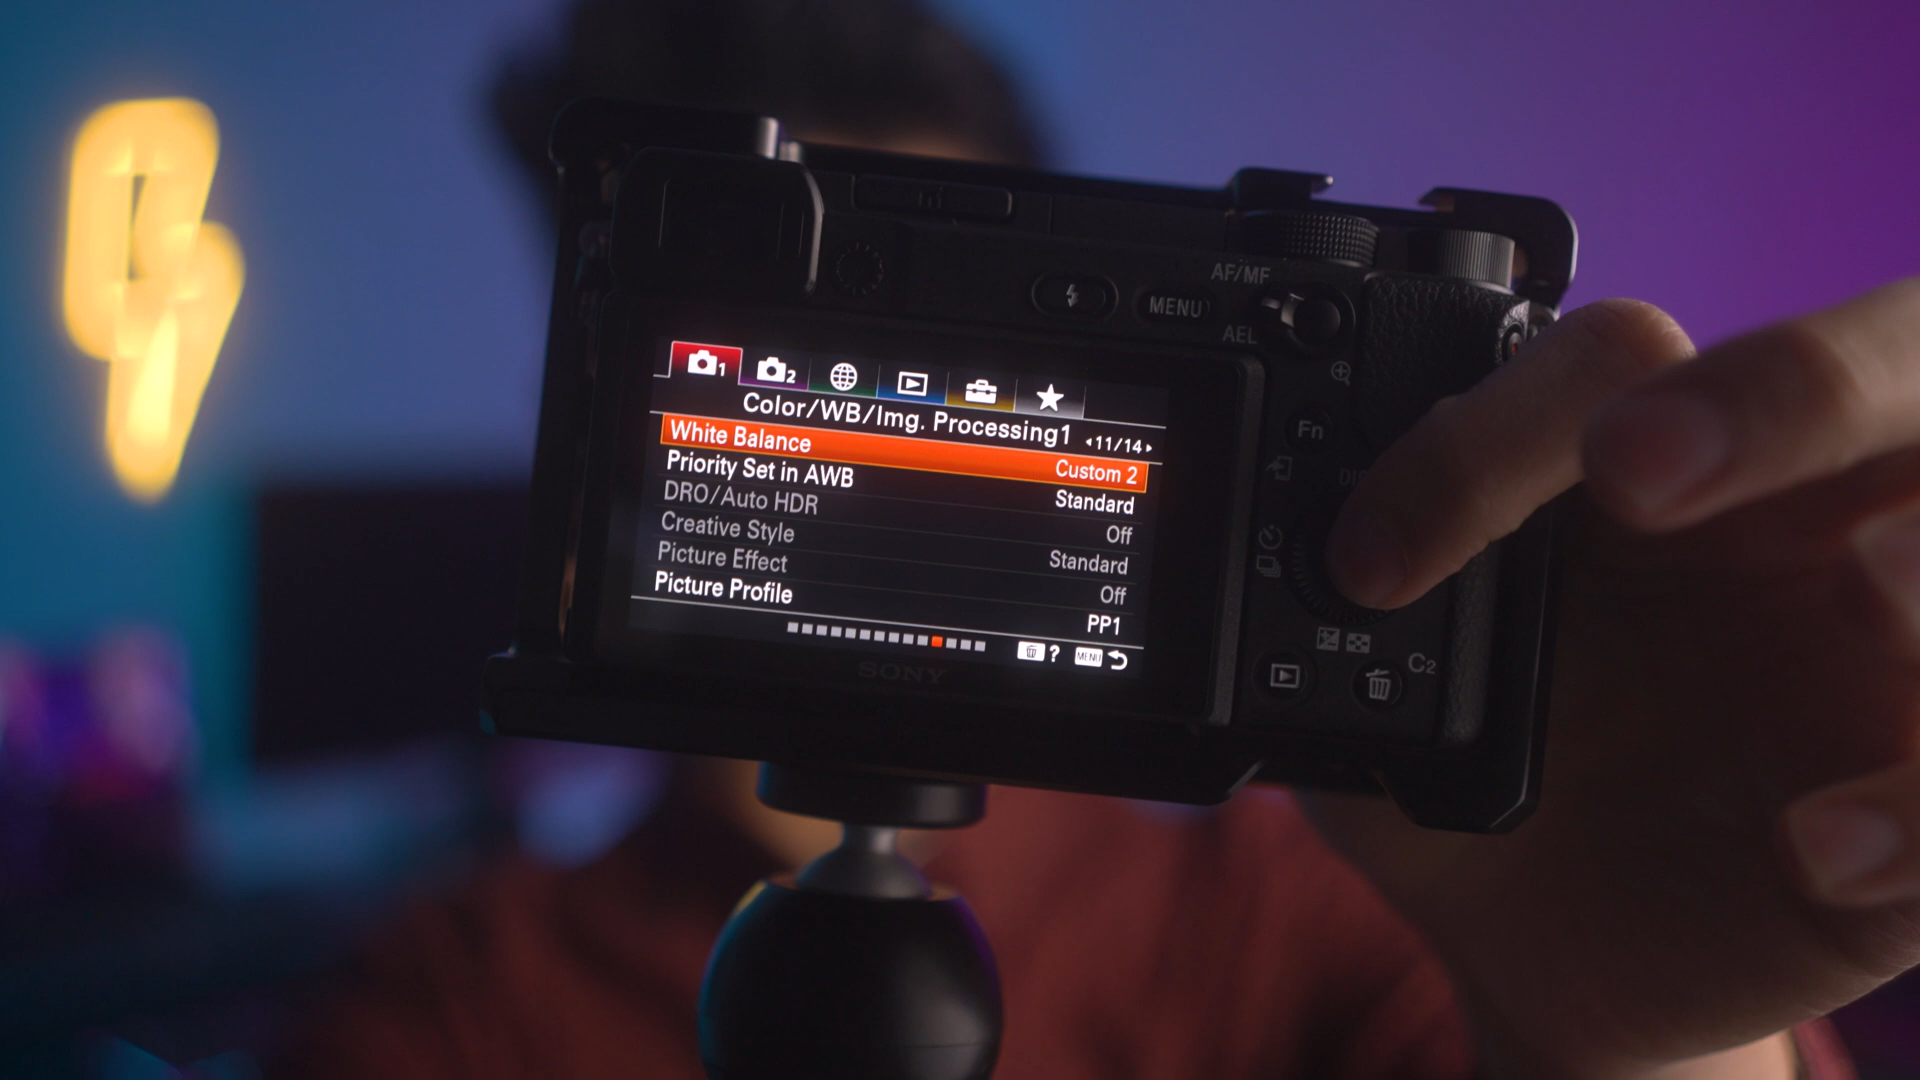 AF/MF
MENU
AEL
1
2
Color/WB/Img. Processing1 11/14
White Balance Custom 2
Priority Set in AWB Standard
DRO/Auto HDR Off
Creative Style Standard
Picture Effect Off
Picture Profile PP1
? MENU
SONY
Fn
C2